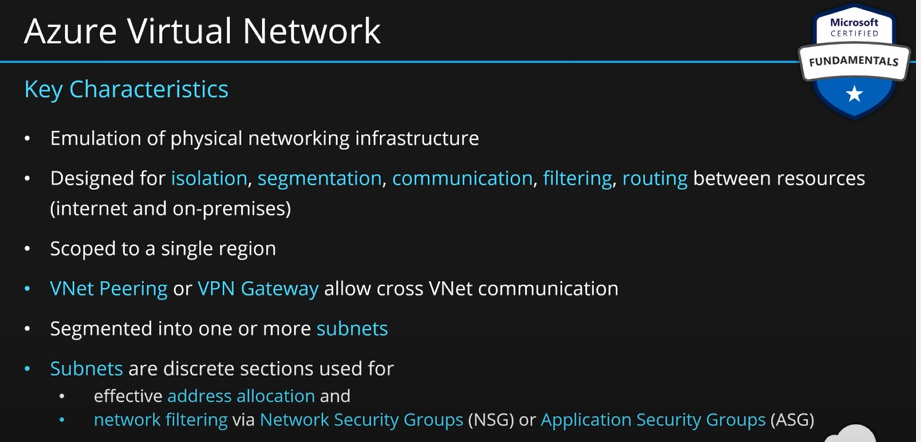 Azure Virtual Network
Microsoft
CERTIFIED
FUNDAMENTALS
Key Characteristics
• Emulation of physical networking infrastructure
• Designed for isolation, segmentation, communication, filtering, routing between resources
(internet and on-premises)
• Scoped to a single region
• VNet Peering or VPN Gateway allow cross VNet communication
• Segmented into one or more subnets
• Subnets are discrete sections used for
• effective address allocation and
• network filtering via Network Security Groups (NSG) or Application Security Groups (ASG)